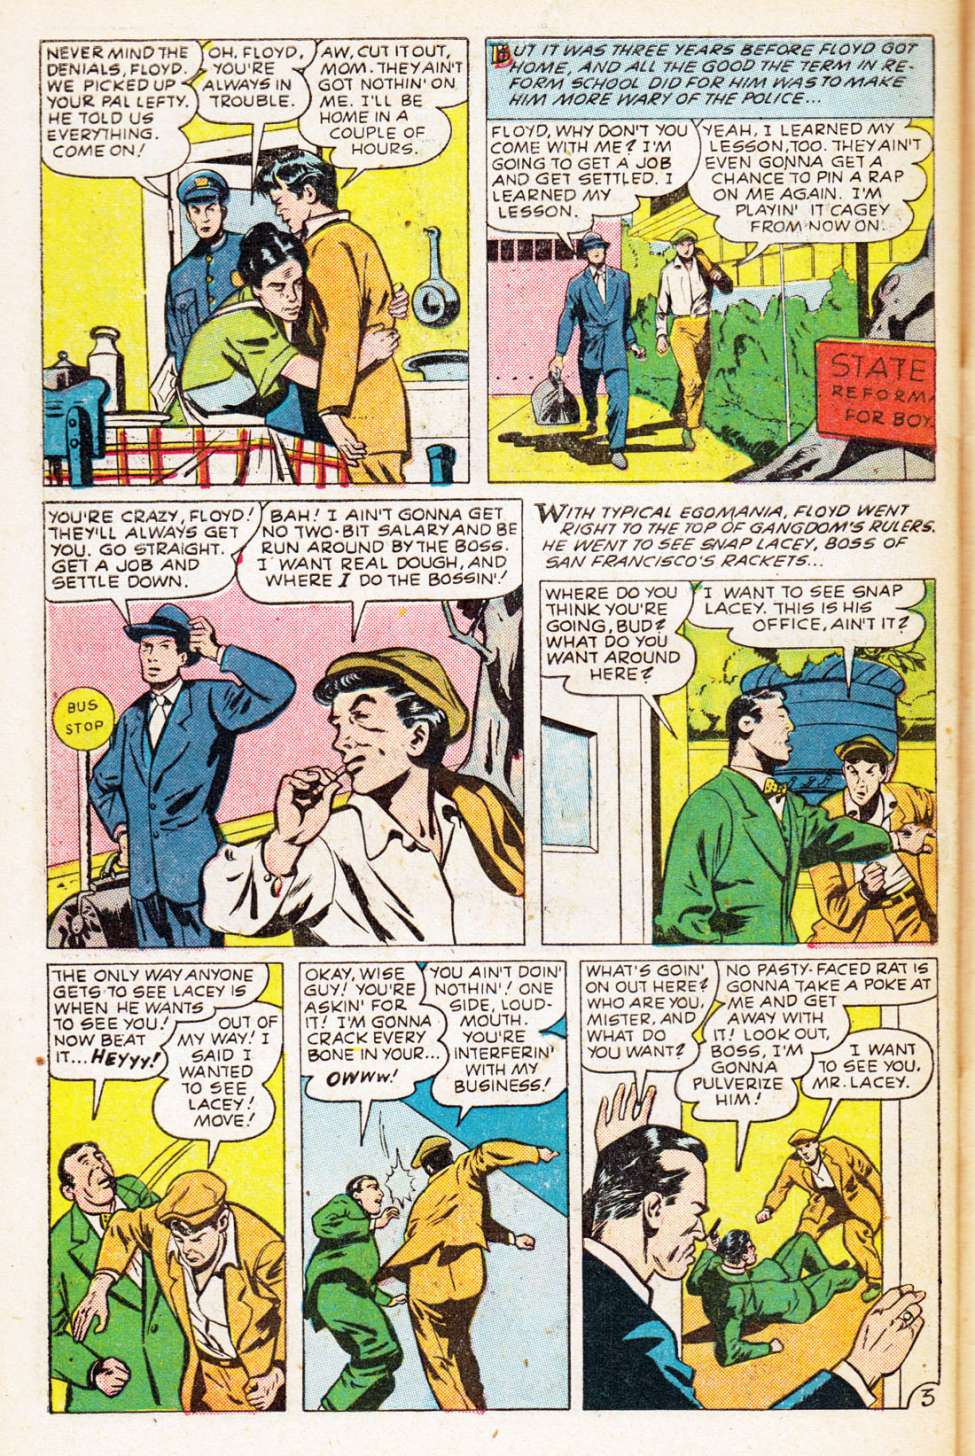 NEVER MIND THE
DENIALS, FLOYD.
WE PICKED UP
YOUR PAL LEFTY.
HE TOLD US
EVERYTHING.
COME ON!
OH, FLOYD,
YOU'RE
ALWAYS IN
TROUBLE.
AW, CUT IT OUT,
MOM. THEY AIN'T
GOT NOTHIN' ON
ME. I'LL BE
HOME IN A
COUPLE OF
HOURS.
BUT IT WAS THREE YEARS BEFORE FLOYD GOT
HOME, AND ALL THE GOOD THE TERM IN RE-
FORM SCHOOL DID FOR HIM WAS TO MAKE
HIM MORE WARY OF THE POLICE...
FLOYD, WHY DON'T YOU
COME WITH ME? I'M
GOING TO GET A JOB
AND GET SETTLED. I
LEARNED MY
LESSON.
YEAH, I LEARNED MY
LESSON, TOO. THEY AIN'T
EVEN GONNA GET A
CHANCE TO PIN A RAP
ON ME AGAIN. I'M
PLAYIN' IT CAGEY
FROM NOW ON.
STATE
REFORM
FOR BOY
YOU'RE CRAZY, FLOYD!
THEY'LL ALWAYS GET
YOU. GO STRAIGHT.
GET A JOB AND
SETTLE DOWN.
BAH! I AIN'T GONNA GET
NO TWO-BIT SALARY AND BE
RUN AROUND BY THE BOSS.
I WANT REAL DOUGH, AND
WHERE I DO THE BOSSIN'!
BUS
STOP
WITH TYPICAL EGOMANIA, FLOYD WENT
RIGHT TO THE TOP OF GANGDOM'S RULERS.
HE WENT TO SEE SNAP LACEY, BOSS OF
SAN FRANCISCO'S RACKETS...
WHERE DO YOU
THINK YOU'RE
GOING, BUD?
WHAT DO YOU
WANT AROUND
HERE?
I WANT TO SEE SNAP
LACEY. THIS IS HIS
OFFICE, AIN'T IT?
THE ONLY WAY ANYONE
GETS TO SEE LACEY IS
WHEN HE WANTS
TO SEE YOU!
NOW BEAT
IT... HEYYY!
OUT OF
MY WAY! I
SAID I
WANTED
TO SEE
LACEY!
MOVE!
OKAY, WISE
GUY! YOU'RE
ASKIN' FOR
IT! I'M GONNA
CRACK EVERY
BONE IN YOUR...
OWWW!
YOU AIN'T DOIN'
NOTHIN'! ONE
SIDE, LOUD-
MOUTH.
YOU'RE
INTERFERIN'
WITH MY
BUSINESS!
WHAT'S GOIN'
ON OUT HERE?
WHO ARE YOU,
MISTER, AND
WHAT DO
YOU WANT?
NO PASTY-FACED RAT IS
GONNA TAKE A POKE AT
ME AND GET
AWAY WITH
IT! LOOK OUT,
BOSS, I'M
GONNA
PULVERIZE
HIM!
I WANT
TO SEE YOU,
MR. LACEY.
3